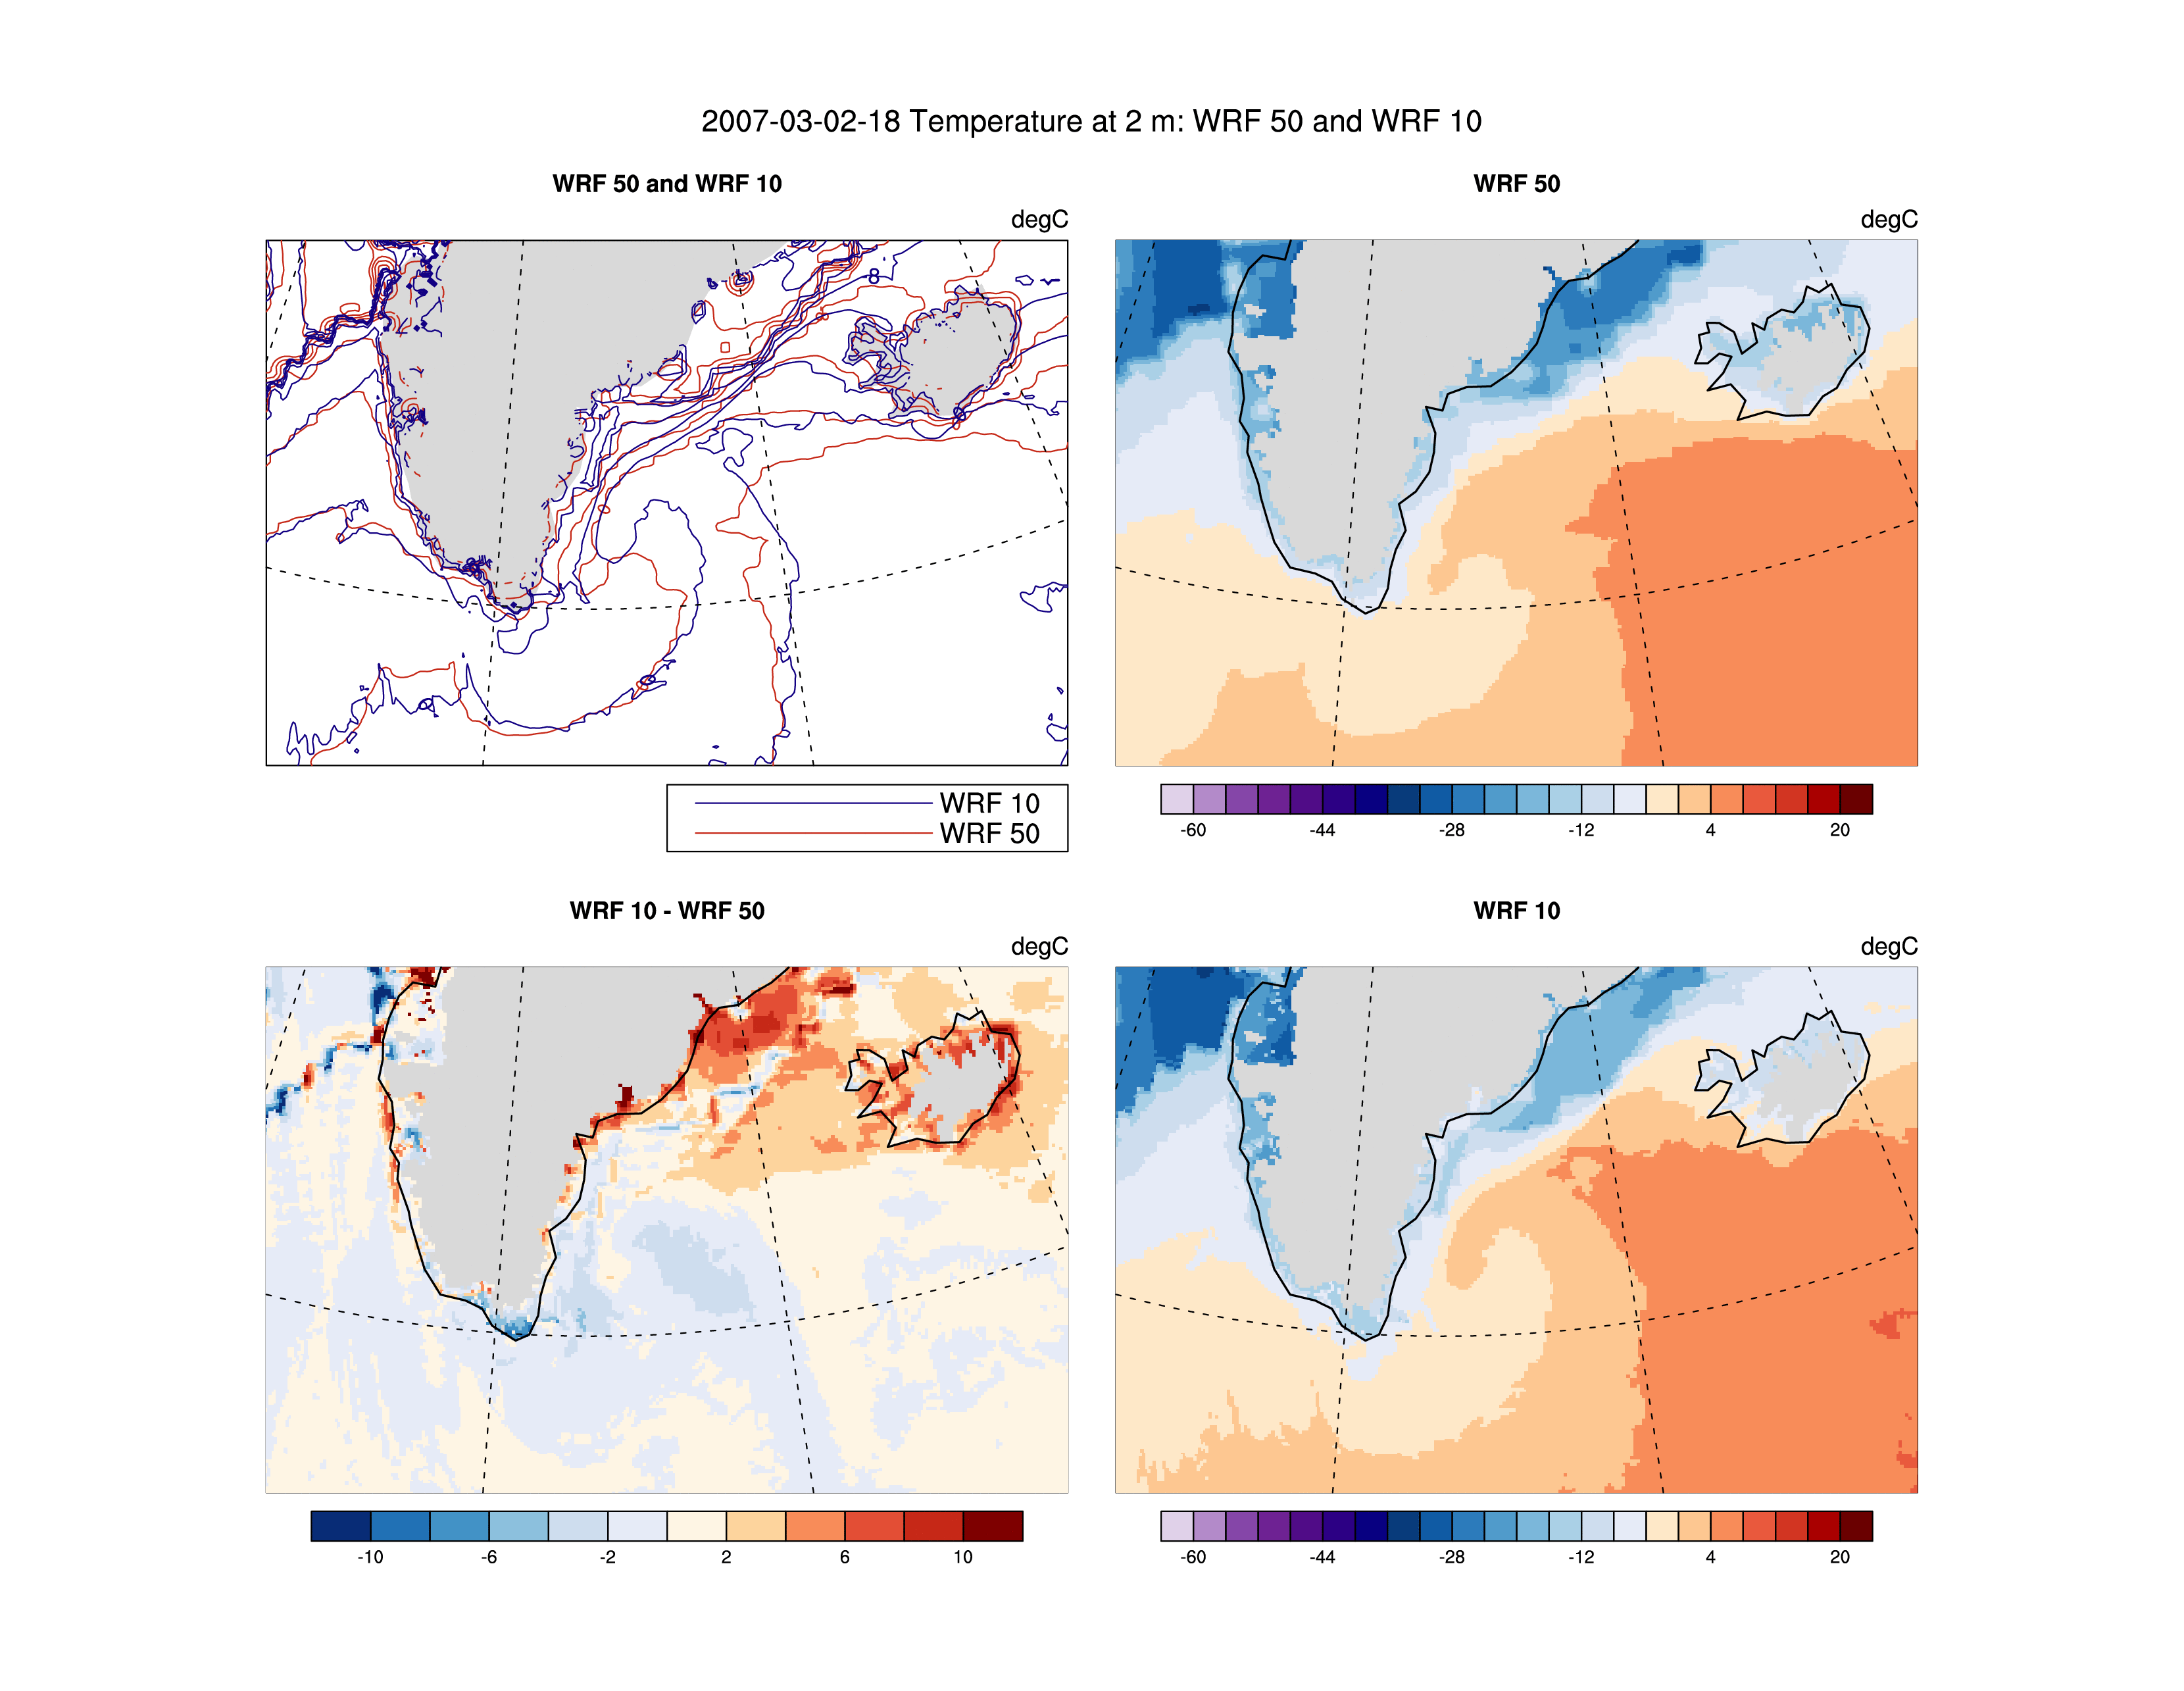 2007-03-02-18 Temperature at 2 m: WRF 50 and WRF 10
WRF 50 and WRF 10
degC
8
WRF 10
WRF 50
WRF 50
degC
-60 -44 -28 -12 4 20
WRF 10 - WRF 50
degC
-10 -6 -2 2 6 10
WRF 10
degC
-60 -44 -28 -12 4 20